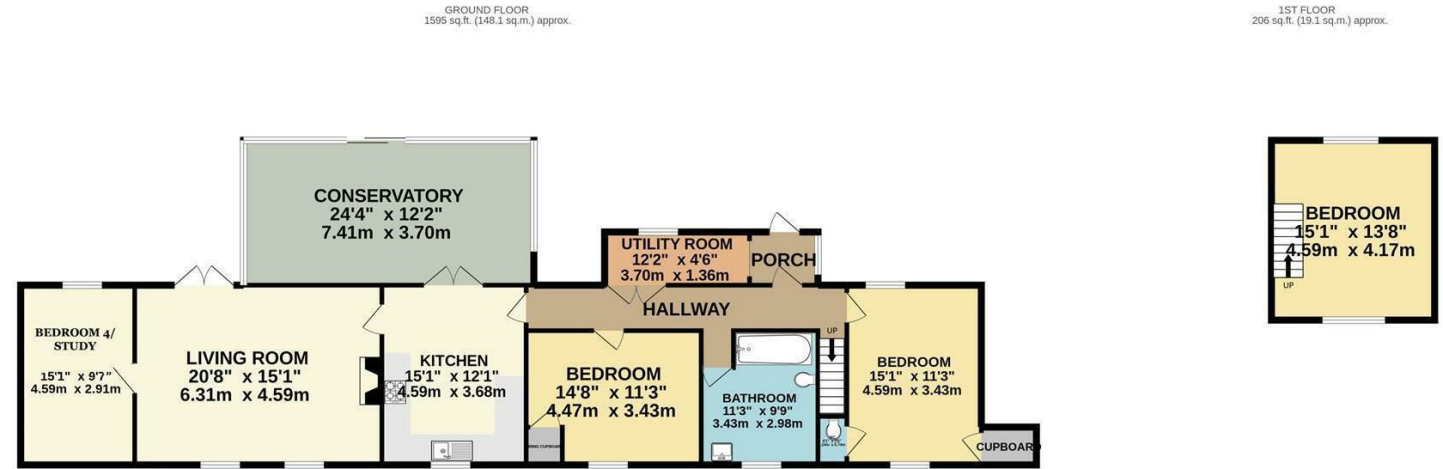 GROUND FLOOR
1595 sq.ft. (148.1 sq.m.) approx.
1ST FLOOR
206 sq.ft. (19.1 sq.m.) approx.
CONSERVATORY
24'4" x 12'2"
7.41m x 3.70m
UTILITY ROOM
12'2" x 4'6"
3.70m x 1.36m
PORCH
BEDROOM
15'1" x 13'8"
4.59m x 4.17m
UP
HALLWAY
BEDROOM 4/
STUDY
15'1" x 9'7"
4.59m x 2.91m
LIVING ROOM
20'8" x 15'1"
6.31m x 4.59m
KITCHEN
15'1" x 12'1"
4.59m x 3.68m
BEDROOM
14'8" x 11'3"
4.47m x 3.43m
UP
BATHROOM
11'3" x 9'9"
3.43m x 2.98m
BEDROOM
15'1" x 11'3"
4.59m x 3.43m
CUPBOARD
CUPBOARD